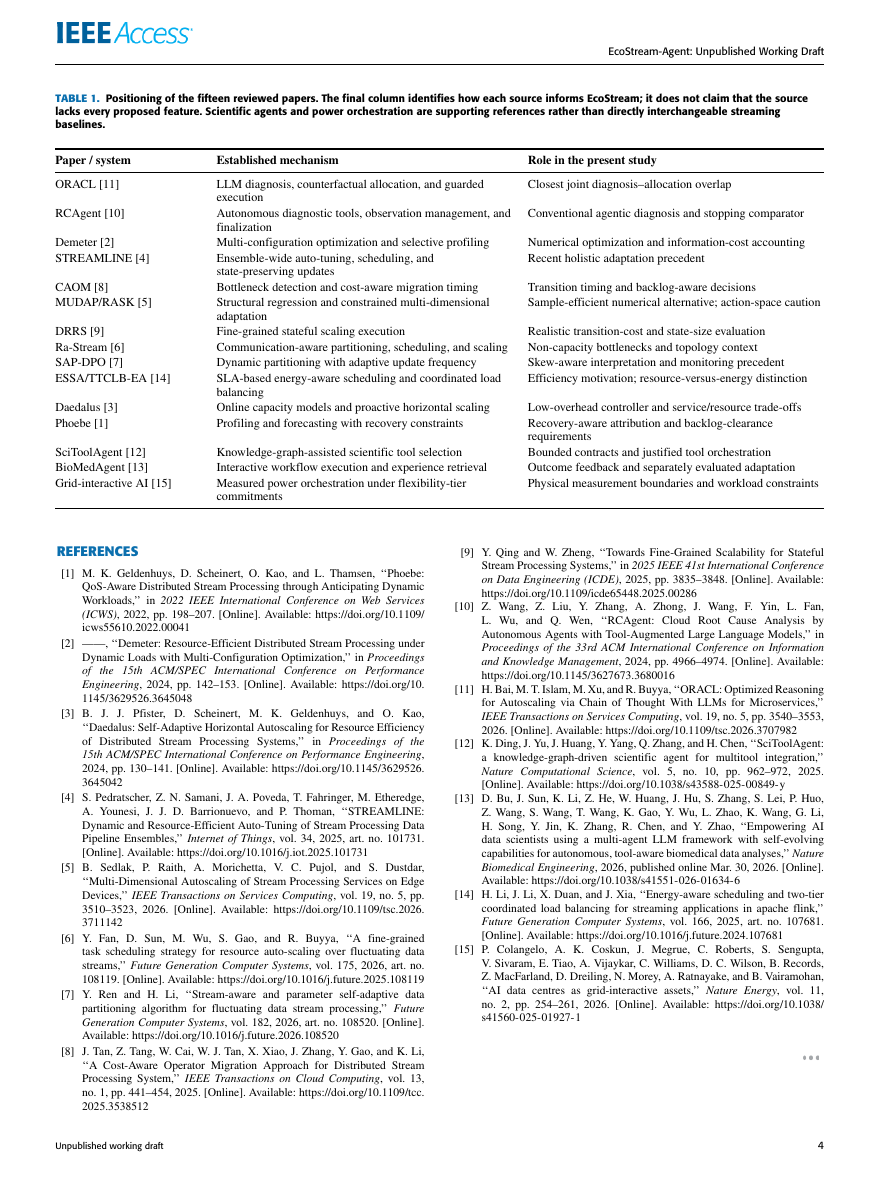 IEEE Access
EcoStream-Agent: Unpublished Working Draft
TABLE 1. Positioning of the fifteen reviewed papers. The final column identifies how each source informs EcoStream; it does not claim that the source
lacks every proposed feature. Scientific agents and power orchestration are supporting references rather than directly interchangeable streaming
baselines.
Paper / system Established mechanism Role in the present study
ORACL [11] LLM diagnosis, counterfactual allocation, and guarded Closest joint diagnosis–allocation overlap
execution
RCAgent [10] Autonomous diagnostic tools, observation management, and Conventional agentic diagnosis and stopping comparator
finalization
Demeter [2] Multi-configuration optimization and selective profiling Numerical optimization and information-cost accounting
STREAMLINE [4] Ensemble-wide auto-tuning, scheduling, and Recent holistic adaptation precedent
state-preserving updates
CAOM [8] Bottleneck detection and cost-aware migration timing Transition timing and backlog-aware decisions
MUDAP/RASK [5] Structural regression and constrained multi-dimensional Sample-efficient numerical alternative; action-space caution
adaptation
DRRS [9] Fine-grained stateful scaling execution Realistic transition-cost and state-size evaluation
Ra-Stream [6] Communication-aware partitioning, scheduling, and scaling Non-capacity bottlenecks and topology context
SAP-DPO [7] Dynamic partitioning with adaptive update frequency Skew-aware interpretation and monitoring precedent
ESSA/TTCLB-EA [14] SLA-based energy-aware scheduling and coordinated load Efficiency motivation; resource-versus-energy distinction
balancing
Daedalus [3] Online capacity models and proactive horizontal scaling Low-overhead controller and service/resource trade-offs
Phoebe [1] Profiling and forecasting with recovery constraints Recovery-aware attribution and backlog-clearance
requirements
SciToolAgent [12] Knowledge-graph-assisted scientific tool selection Bounded contracts and justified tool orchestration
BioMedAgent [13] Interactive workflow execution and experience retrieval Outcome feedback and separately evaluated adaptation
Grid-interactive AI [15] Measured power orchestration under flexibility-tier Physical measurement boundaries and workload constraints
commitments
REFERENCES
[1] M. K. Geldenhuys, D. Scheinert, O. Kao, and L. Thamsen, “Phoebe:
QoS-Aware Distributed Stream Processing through Anticipating Dynamic
Workloads,” in 2022 IEEE International Conference on Web Services
(ICWS), 2022, pp. 198–207. [Online]. Available: https://doi.org/10.1109/
icws55610.2022.00041
[2] ——, “Demeter: Resource-Efficient Distributed Stream Processing under
Dynamic Loads with Multi-Configuration Optimization,” in Proceedings
of the 15th ACM/SPEC International Conference on Performance
Engineering, 2024, pp. 142–153. [Online]. Available: https://doi.org/10.
1145/3629526.3645048
[3] B. J. J. Pfister, D. Scheinert, M. K. Geldenhuys, and O. Kao,
“Daedalus: Self-Adaptive Horizontal Autoscaling for Resource Efficiency
of Distributed Stream Processing Systems,” in Proceedings of the
15th ACM/SPEC International Conference on Performance Engineering,
2024, pp. 130–141. [Online]. Available: https://doi.org/10.1145/3629526.
3645042
[4] S. Pedratscher, Z. N. Samani, J. A. Poveda, T. Fahringer, M. Etheredge,
A. Younesi, J. J. D. Barrionuevo, and P. Thoman, “STREAMLINE:
Dynamic and Resource-Efficient Auto-Tuning of Stream Processing Data
Pipeline Ensembles,” Internet of Things, vol. 34, 2025, art. no. 101731.
[Online]. Available: https://doi.org/10.1016/j.iot.2025.101731
[5] B. Sedlak, P. Raith, A. Morichetta, V. C. Pujol, and S. Dustdar,
“Multi-Dimensional Autoscaling of Stream Processing Services on Edge
Devices,” IEEE Transactions on Services Computing, vol. 19, no. 5, pp.
3510–3523, 2026. [Online]. Available: https://doi.org/10.1109/tsc.2026.
3711142
[6] Y. Fan, D. Sun, M. Wu, S. Gao, and R. Buyya, “A fine-grained
task scheduling strategy for resource auto-scaling over fluctuating data
streams,” Future Generation Computer Systems, vol. 175, 2026, art. no.
108119. [Online]. Available: https://doi.org/10.1016/j.future.2025.108119
[7] Y. Ren and H. Li, “Stream-aware and parameter self-adaptive data
partitioning algorithm for fluctuating data stream processing,” Future
Generation Computer Systems, vol. 182, 2026, art. no. 108520. [Online].
Available: https://doi.org/10.1016/j.future.2026.108520
[8] J. Tan, Z. Tang, W. Cai, W. J. Tan, X. Xiao, J. Zhang, Y. Gao, and K. Li,
“A Cost-Aware Operator Migration Approach for Distributed Stream
Processing System,” IEEE Transactions on Cloud Computing, vol. 13,
no. 1, pp. 441–454, 2025. [Online]. Available: https://doi.org/10.1109/tcc.
2025.3538512
[9] Y. Qing and W. Zheng, “Towards Fine-Grained Scalability for Stateful
Stream Processing Systems,” in 2025 IEEE 41st International Conference
on Data Engineering (ICDE), 2025, pp. 3835–3848. [Online]. Available:
https://doi.org/10.1109/icde65448.2025.00286
[10] Z. Wang, Z. Liu, Y. Zhang, A. Zhong, J. Wang, F. Yin, L. Fan,
L. Wu, and Q. Wen, “RCAgent: Cloud Root Cause Analysis by
Autonomous Agents with Tool-Augmented Large Language Models,” in
Proceedings of the 33rd ACM International Conference on Information
and Knowledge Management, 2024, pp. 4966–4974. [Online]. Available:
https://doi.org/10.1145/3627673.3680016
[11] H. Bai, M. T. Islam, M. Xu, and R. Buyya, “ORACL: Optimized Reasoning
for Autoscaling via Chain of Thought With LLMs for Microservices,”
IEEE Transactions on Services Computing, vol. 19, no. 5, pp. 3540–3553,
2026. [Online]. Available: https://doi.org/10.1109/tsc.2026.3707982
[12] K. Ding, J. Yu, J. Huang, Y. Yang, Q. Zhang, and H. Chen, “SciToolAgent:
a knowledge-graph-driven scientific agent for multitool integration,”
Nature Computational Science, vol. 5, no. 10, pp. 962–972, 2025.
[Online]. Available: https://doi.org/10.1038/s43588-025-00849-y
[13] D. Bu, J. Sun, K. Li, Z. He, W. Huang, J. Hu, S. Zhang, S. Lei, P. Huo,
Z. Wang, S. Wang, T. Wang, K. Gao, Y. Wu, L. Zhao, K. Wang, G. Li,
H. Song, Y. Jin, K. Zhang, R. Chen, and Y. Zhao, “Empowering AI
data scientists using a multi-agent LLM framework with self-evolving
capabilities for autonomous, tool-aware biomedical data analyses,” Nature
Biomedical Engineering, 2026, published online Mar. 30, 2026. [Online].
Available: https://doi.org/10.1038/s41551-026-01634-6
[14] H. Li, J. Li, X. Duan, and J. Xia, “Energy-aware scheduling and two-tier
coordinated load balancing for streaming applications in apache flink,”
Future Generation Computer Systems, vol. 166, 2025, art. no. 107681.
[Online]. Available: https://doi.org/10.1016/j.future.2024.107681
[15] P. Colangelo, A. K. Coskun, J. Megrue, C. Roberts, S. Sengupta,
V. Sivaram, E. Tiao, A. Vijaykar, C. Williams, D. C. Wilson, B. Records,
Z. MacFarland, D. Dreiling, N. Morey, A. Ratnayake, and B. Vairamohan,
“AI data centres as grid-interactive assets,” Nature Energy, vol. 11,
no. 2, pp. 254–261, 2026. [Online]. Available: https://doi.org/10.1038/
s41560-025-01927-1
Unpublished working draft
4